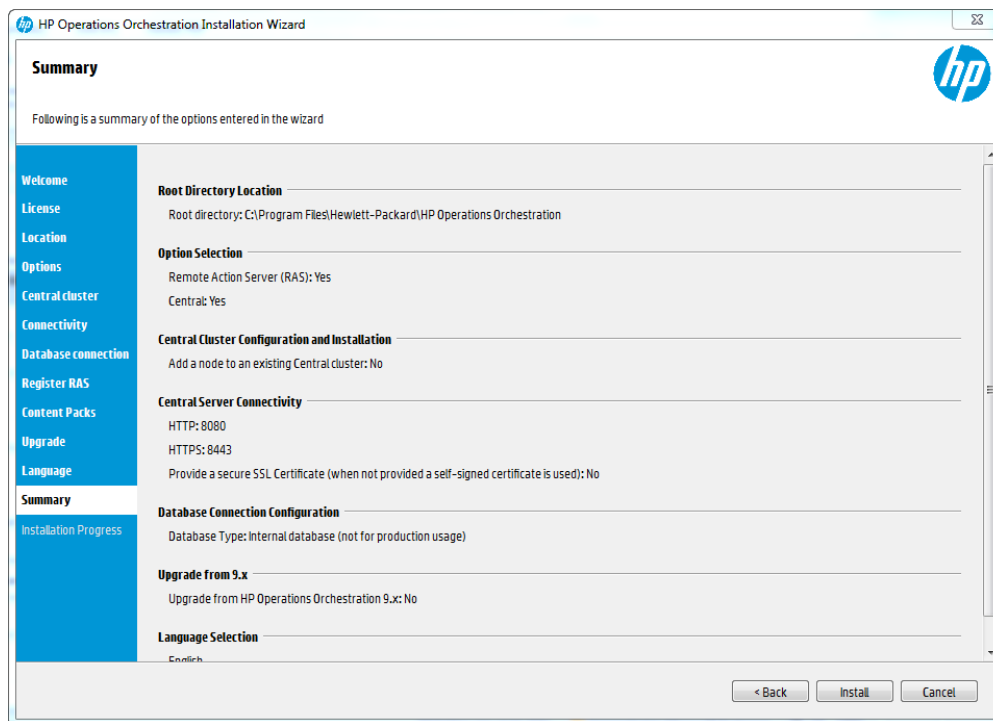 HP Operations Orchestration Installation Wizard
Summary
hp
Following is a summary of the options entered in the wizard
Welcome
License
Location
Options
Central cluster
Connectivity
Database connection
Register RAS
Content Packs
Upgrade
Language
Summary
Installation Progress
Root Directory Location
Root directory: C:\Program Files\Hewlett-Packard\HP Operations Orchestration
Option Selection
Remote Action Server (RAS): Yes
Central: Yes
Central Cluster Configuration and Installation
Add a node to an existing Central cluster: No
Central Server Connectivity
HTTP: 8080
HTTPS: 8443
Provide a secure SSL Certificate (when not provided a self-signed certificate is used): No
Database Connection Configuration
Database Type: Internal database (not for production usage)
Upgrade from 9.x
Upgrade from HP Operations Orchestration 9.x: No
Language Selection
English
< Back
Install
Cancel